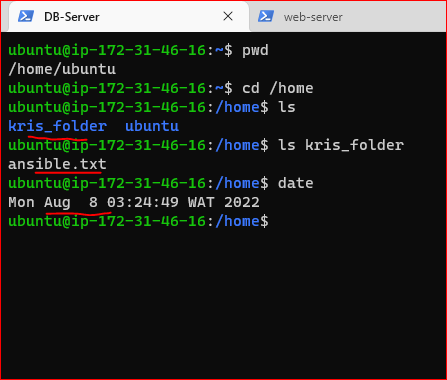 DB-Server
web-server
ubuntu@ip-172-31-46-16:~$ pwd
/home/ubuntu
ubuntu@ip-172-31-46-16:~$ cd /home
ubuntu@ip-172-31-46-16:/home$ ls
kris_folder  ubuntu
ubuntu@ip-172-31-46-16:/home$ ls kris_folder
ansible.txt
ubuntu@ip-172-31-46-16:/home$ date
Mon Aug  8 03:24:49 WAT 2022
ubuntu@ip-172-31-46-16:/home$